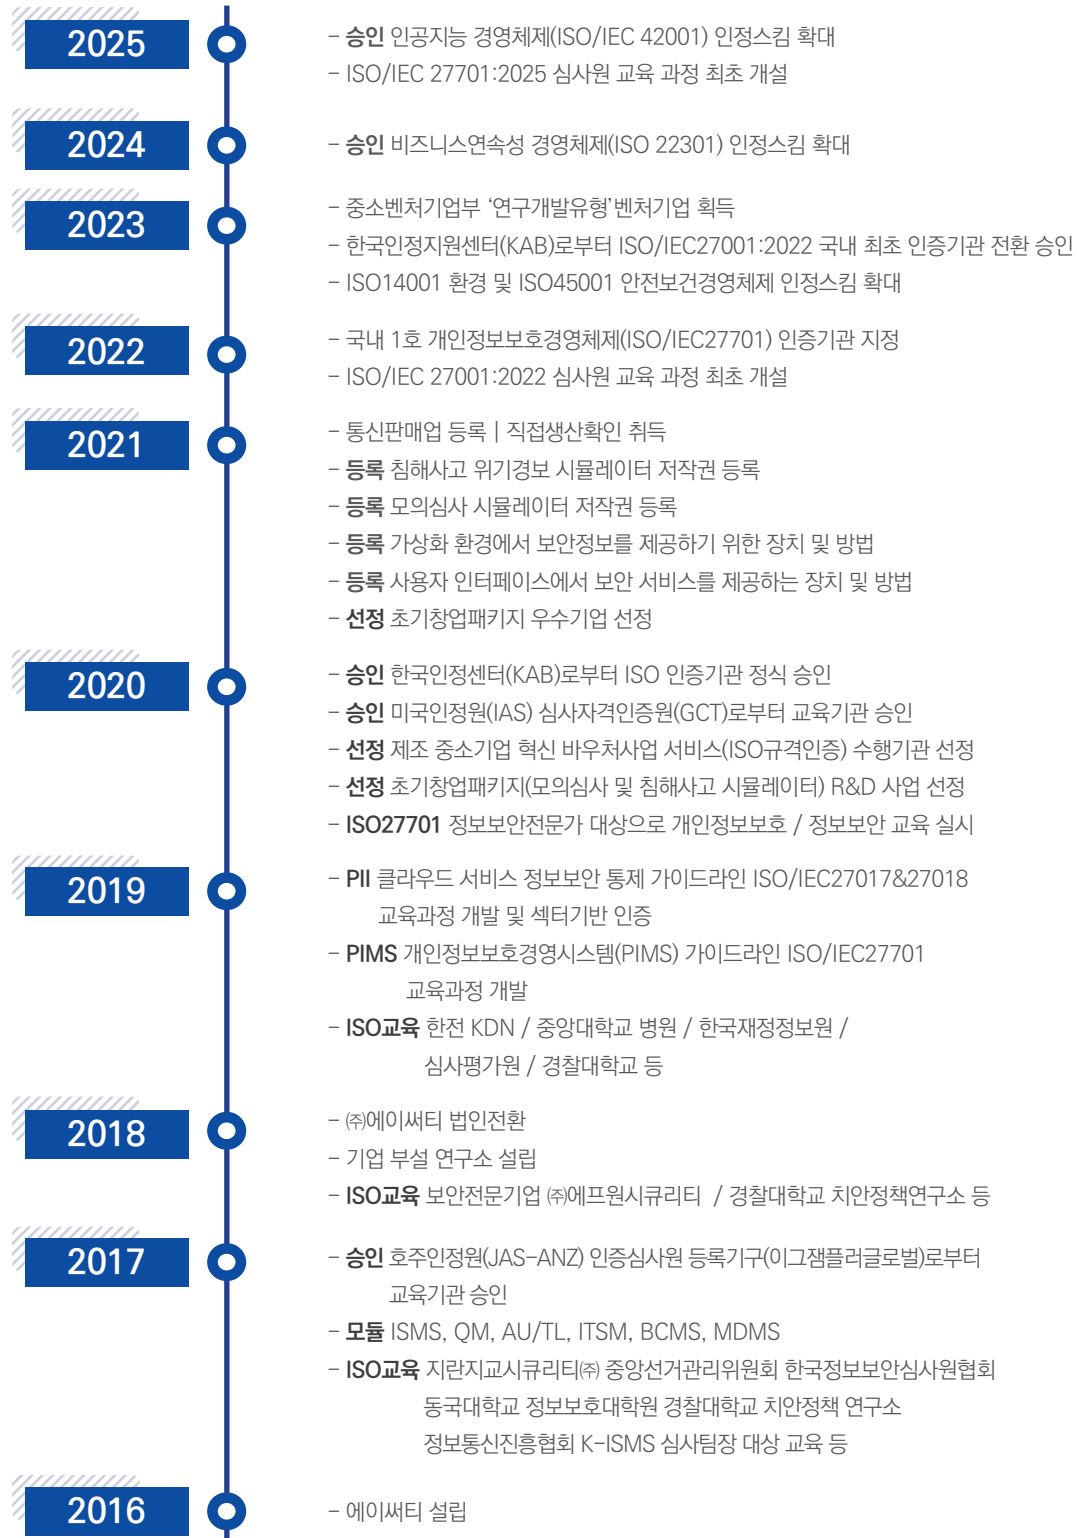 2025
- 승인 인공지능 경영체제(ISO/IEC 42001) 인정스킴 확대
- ISO/IEC 27701:2025 심사원 교육 과정 최초 개설
2024
- 승인 비즈니스연속성 경영체제(ISO 22301) 인정스킴 확대
2023
- 중소벤처기업부 ‘연구개발유형’벤처기업 획득
- 한국인정지원센터(KAB)로부터 ISO/IEC27001:2022 국내 최초 인증기관 전환 승인
- ISO14001 환경 및 ISO45001 안전보건경영체제 인정스킴 확대
2022
- 국내 1호 개인정보보호경영체제(ISO/IEC27701) 인증기관 지정
- ISO/IEC 27001:2022 심사원 교육 과정 최초 개설
2021
- 통신판매업 등록 | 직접생산확인 취득
- 등록 침해사고 위기경보 시뮬레이터 저작권 등록
- 등록 모의심사 시뮬레이터 저작권 등록
- 등록 가상화 환경에서 보안정보를 제공하기 위한 장치 및 방법
- 등록 사용자 인터페이스에서 보안 서비스를 제공하는 장치 및 방법
- 선정 초기창업패키지 우수기업 선정
2020
- 승인 한국인정센터(KAB)로부터 ISO 인증기관 정식 승인
- 승인 미국인정원(IAS) 심사자격인증원(GCT)로부터 교육기관 승인
- 선정 제조 중소기업 혁신 바우처사업 서비스(ISO규격인증) 수행기관 선정
- 선정 초기창업패키지(모의심사 및 침해사고 시뮬레이터) R&D 사업 선정
- ISO27701 정보보안전문가 대상으로 개인정보보호 / 정보보안 교육 실시
2019
- PII 클라우드 서비스 정보보안 통제 가이드라인 ISO/IEC27017&27018
교육과정 개발 및 섹터기반 인증
- PIMS 개인정보보호경영시스템(PIMS) 가이드라인 ISO/IEC27701
교육과정 개발
- ISO교육 한전 KDN / 중앙대학교 병원 / 한국재정정보원 /
심사평가원 / 경찰대학교 등
2018
- ㈜에이써티 법인전환
- 기업 부설 연구소 설립
- ISO교육 보안전문기업 ㈜에프원시큐리티 / 경찰대학교 치안정책연구소 등
2017
- 승인 호주인정원(JAS-ANZ) 인증심사원 등록기구(이그잼플러글로벌)로부터
교육기관 승인
- 모듈 ISMS, QM, AU/TL, ITSM, BCMS, MDMS
- ISO교육 지란지교시큐리티㈜ 중앙선거관리위원회 한국정보보안심사원협회
동국대학교 정보보호대학원 경찰대학교 치안정책 연구소
정보통신진흥협회 K-ISMS 심사팀장 대상 교육 등
2016
- 에이써티 설립